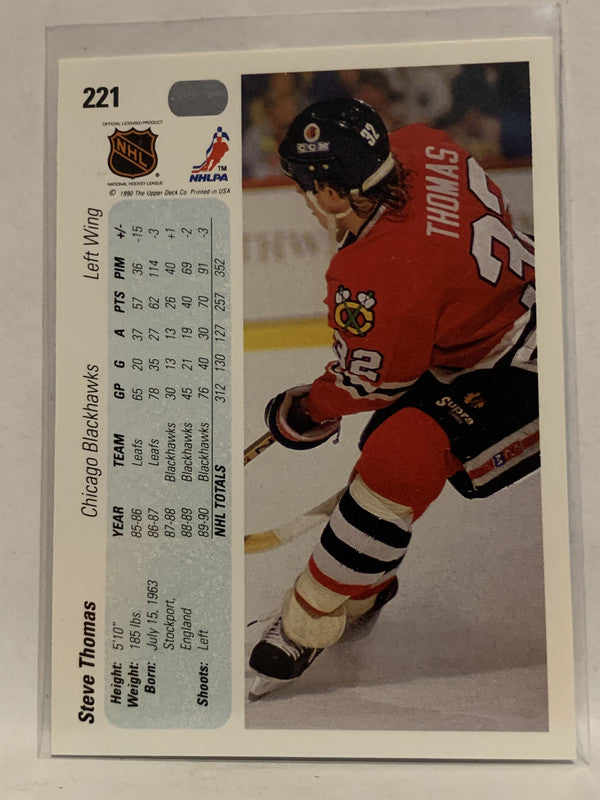 221
OFFICIAL LICENSED PRODUCT
NHL
NATIONAL HOCKEY LEAGUE
NHLPA
TM
© 1990 The Upper Deck Co. Printed in USA
Steve Thomas Chicago Blackhawks Left Wing
Height: 5'10"
Weight: 185 lbs.
Born: July 15, 1963
Stockport,
England
Shoots: Left
YEAR TEAM GP G A PTS PIM +/-
85-86 Leafs 65 20 37 57 36 -15
86-87 Leafs 78 35 27 62 114 -3
87-88 Blackhawks 30 13 13 26 40 +1
88-89 Blackhawks 45 21 19 40 69 -2
89-90 Blackhawks 76 40 30 70 91 -3
NHL TOTALS 312 130 127 257 352
32
CCM
THOMAS
32
32
Supra